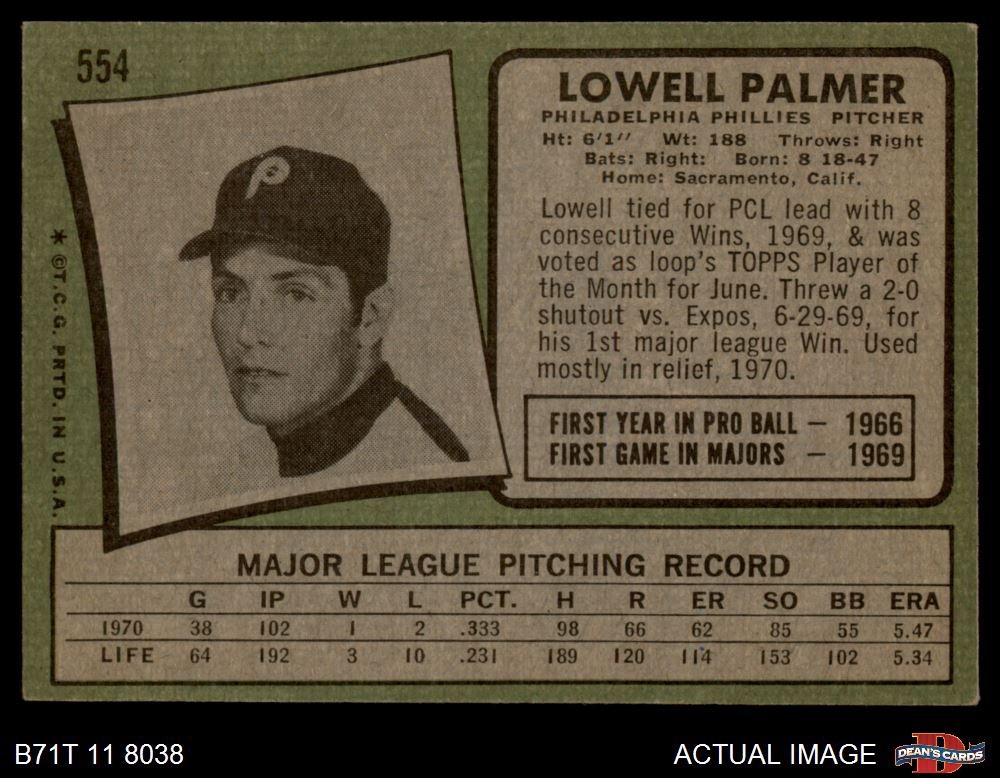 554
LOWELL PALMER
PHILADELPHIA PHILLIES PITCHER
Ht: 6'1" Wt: 188 Throws: Right
Bats: Right: Born: 8 18-47
Home: Sacramento, Calif.
Lowell tied for PCL lead with 8
consecutive Wins, 1969, & was
voted as loop's TOPPS Player of
the Month for June. Threw a 2-0
shutout vs. Expos, 6-29-69, for
his 1st major league Win. Used
mostly in relief, 1970.
FIRST YEAR IN PRO BALL — 1966
FIRST GAME IN MAJORS — 1969
P
* ©T.C.G. PRTD. IN U.S.A.
MAJOR LEAGUE PITCHING RECORD
G IP W L PCT. H R ER SO BB ERA
1970 38 102 1 2 .333 98 66 62 85 55 5.47
LIFE 64 192 3 10 .231 189 120 114 153 102 5.34
B71T 11 8038
ACTUAL IMAGE
D
DEAN'S CARDS